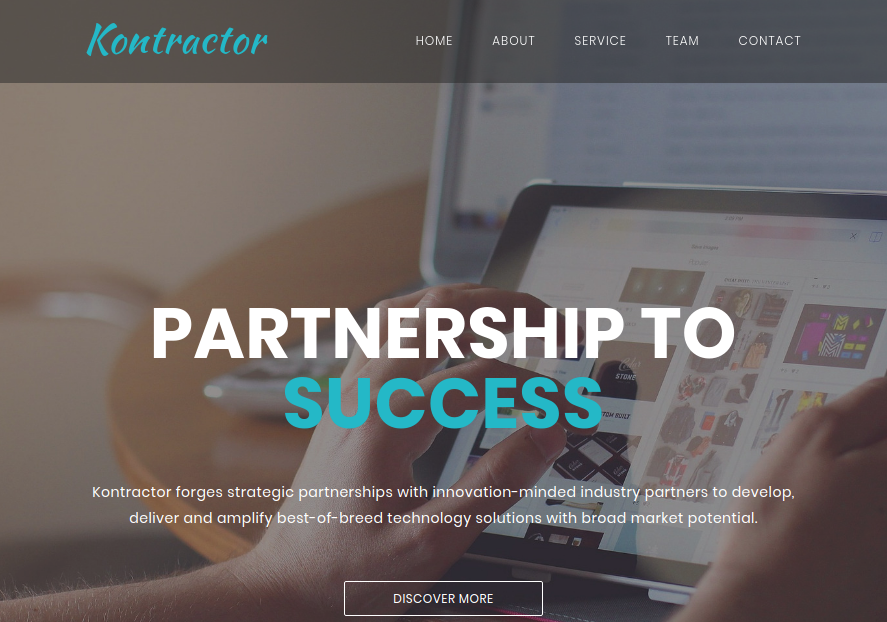 Kontractor
HOME ABOUT SERVICE TEAM CONTACT
PARTNERSHIP TO
SUCCESS
Kontractor forges strategic partnerships with innovation-minded industry partners to develop,
deliver and amplify best-of-breed technology solutions with broad market potential.
DISCOVER MORE